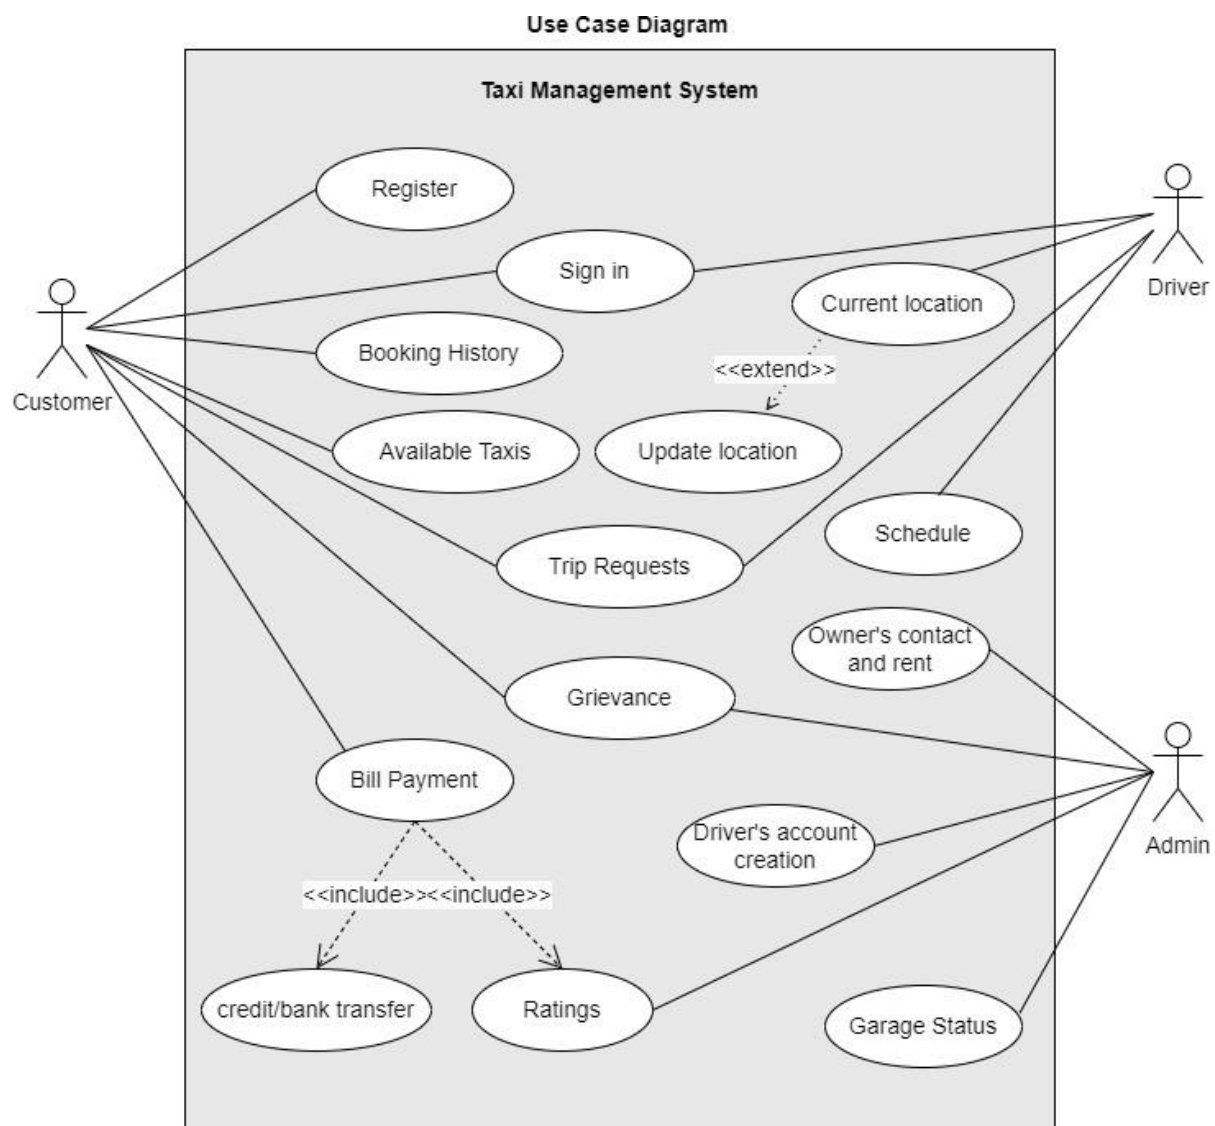 Use Case Diagram
Taxi Management System
Register
Sign in
Driver
Current location
Customer
Booking History
<<extend>>
Available Taxis
Update location
Schedule
Trip Requests
Owner's contact
and rent
Grievance
Bill Payment
Driver's account
creation
Admin
<<include>>
<<include>>
credit/bank transfer
Ratings
Garage Status